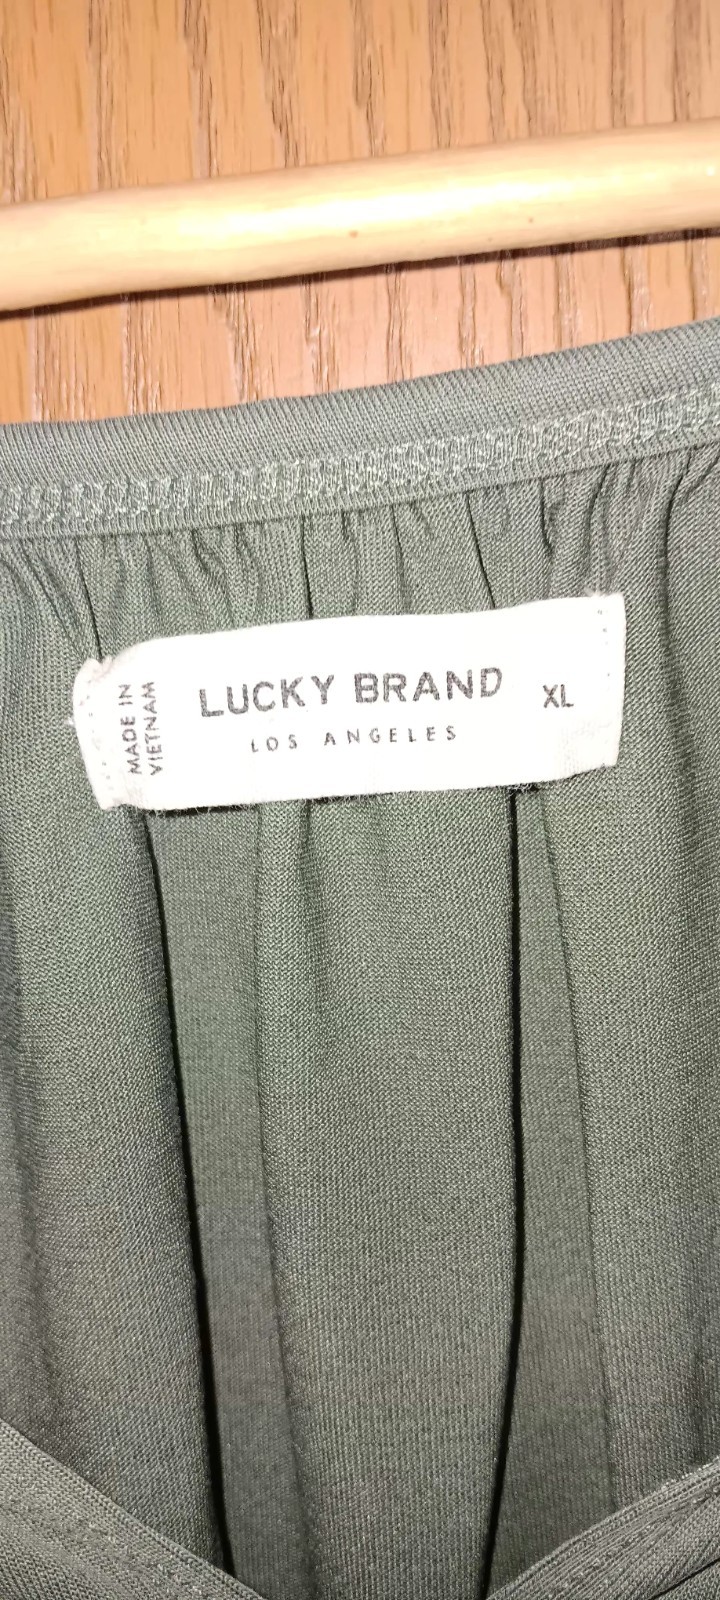 MADE IN
VIETNAM
LUCKY BRAND
LOS ANGELES
XL